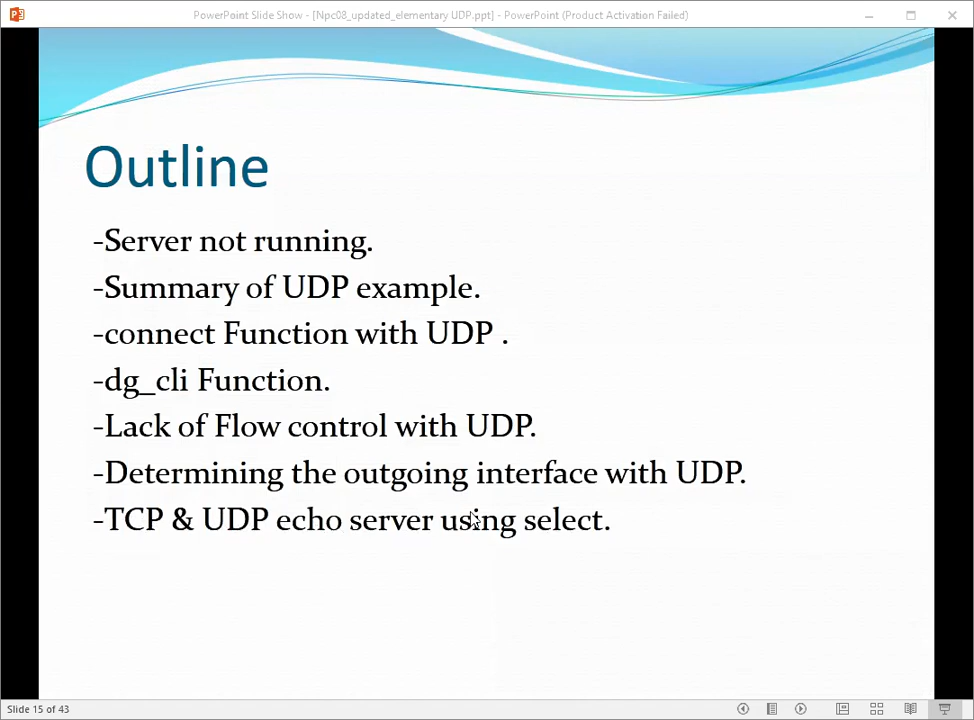 PowerPoint Slide Show - [Npc08_updated_elementary UDP.ppt] - PowerPoint (Product Activation Failed)
Outline
-Server not running.
-Summary of UDP example.
-connect Function with UDP .
-dg_cli Function.
-Lack of Flow control with UDP.
-Determining the outgoing interface with UDP.
-TCP & UDP echo server using select.
Slide 15 of 43